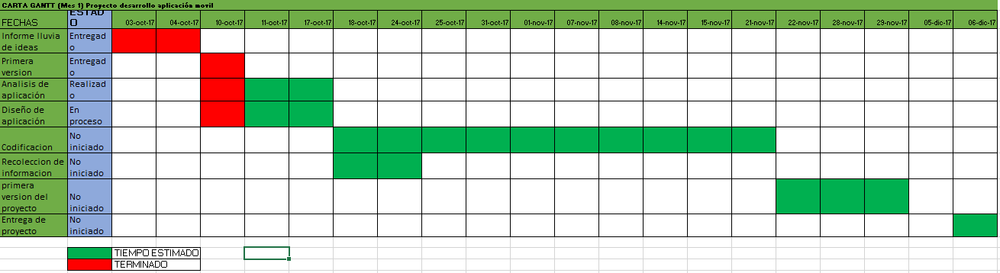 CARTA GANTT (Mes 1) Proyecto desarrollo aplicación movil
FECHAS ESTAD
O 03-oct-17 04-oct-17 10-oct-17 11-oct-17 17-oct-17 18-oct-17 24-oct-17 25-oct-17 31-oct-17 01-nov-17 07-nov-17 08-nov-17 14-nov-17 15-nov-17 21-nov-17 22-nov-17 28-nov-17 29-nov-17 05-dic-17 06-dic-17
Informe lluvia
de ideas
Entregad
o
Primera
version
Entregad
o
Analisis de
aplicación
Realizad
o
Diseño de
aplicación
En
proceso
Codificacion
No
iniciado
Recoleccion de
informacion
No
iniciado
primera
version del
proyecto
No
iniciado
Entrega de
proyecto
No
iniciado
TIEMPO ESTIMADO
TERMINADO